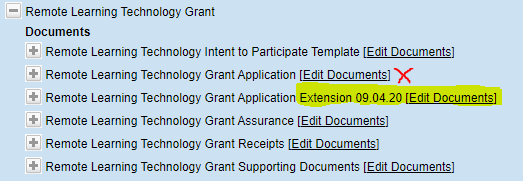 Remote Learning Technology Grant
Documents
Remote Learning Technology Intent to Participate Template [Edit Documents]
Remote Learning Technology Grant Application [Edit Documents]
Remote Learning Technology Grant Application Extension 09.04.20 [Edit Documents]
Remote Learning Technology Grant Assurance [Edit Documents]
Remote Learning Technology Grant Receipts [Edit Documents]
Remote Learning Technology Grant Supporting Documents [Edit Documents]